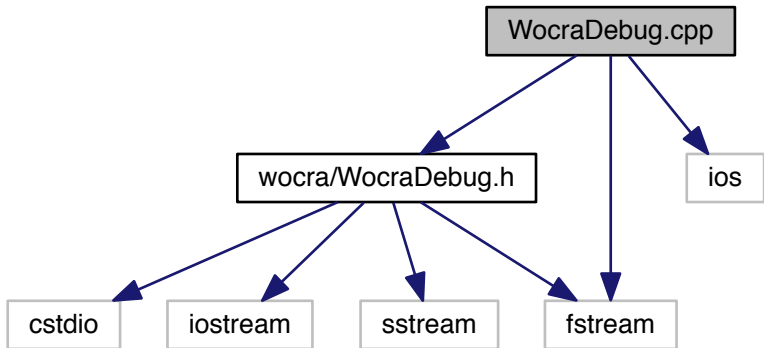 WocraDebug.cpp
wocra/WocraDebug.h
ios
cstdio
iostream
sstream
fstream